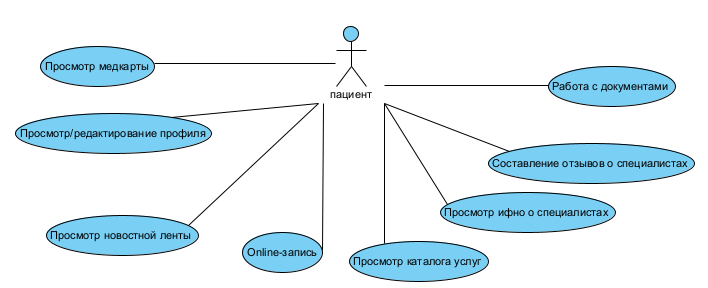 Просмотр медкарты
пациент
Работа с документами
Просмотр/редактирование профиля
Составление отзывов о специалистах
Просмотр ифно о специалистах
Просмотр новостной ленты
Online-запись
Просмотр каталога услуг